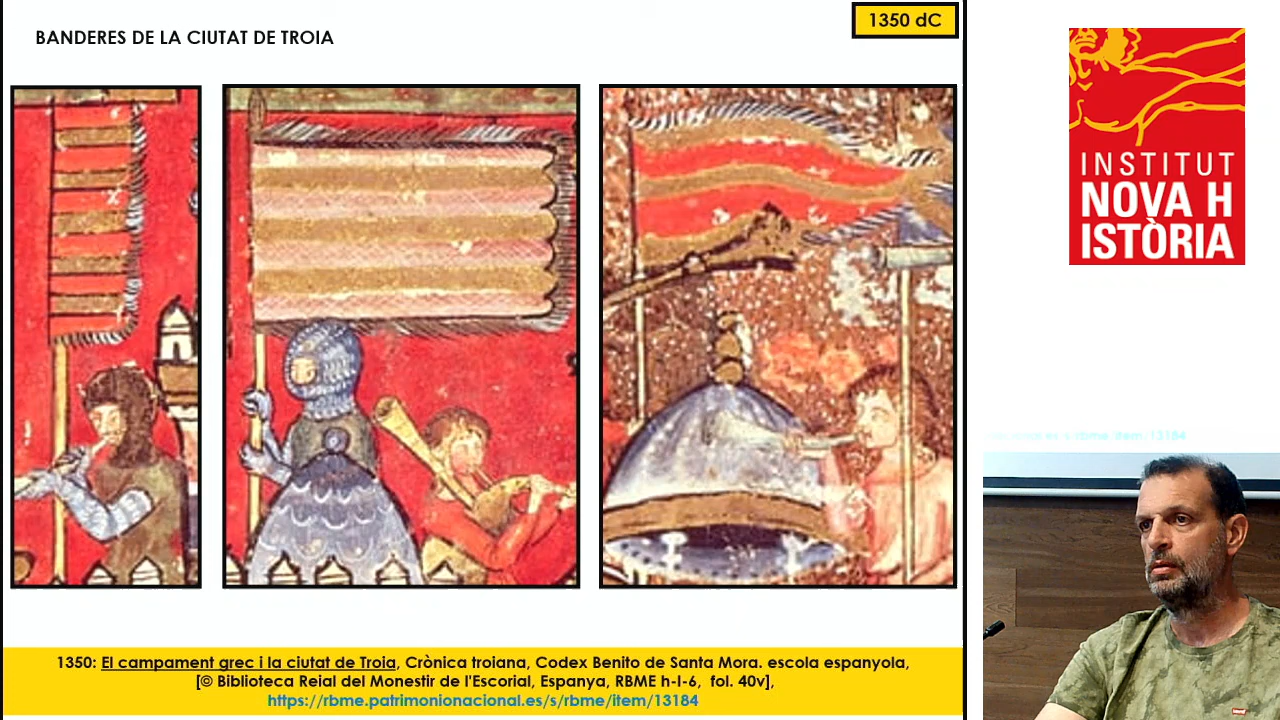 BANDERES DE LA CIUTAT DE TROIA
1350 dC
INSTITUT
NOVA H
ISTÒRIA
1350: El campament grec i la ciutat de Troia, Crònica troiana, Codex Benito de Santa Mora. escola espanyola,
[© Biblioteca Reial del Monestir de l'Escorial, Espanya, RBME h-I-6, fol. 40v],
https://rbme.patrimonionacional.es/s/rbme/item/13184